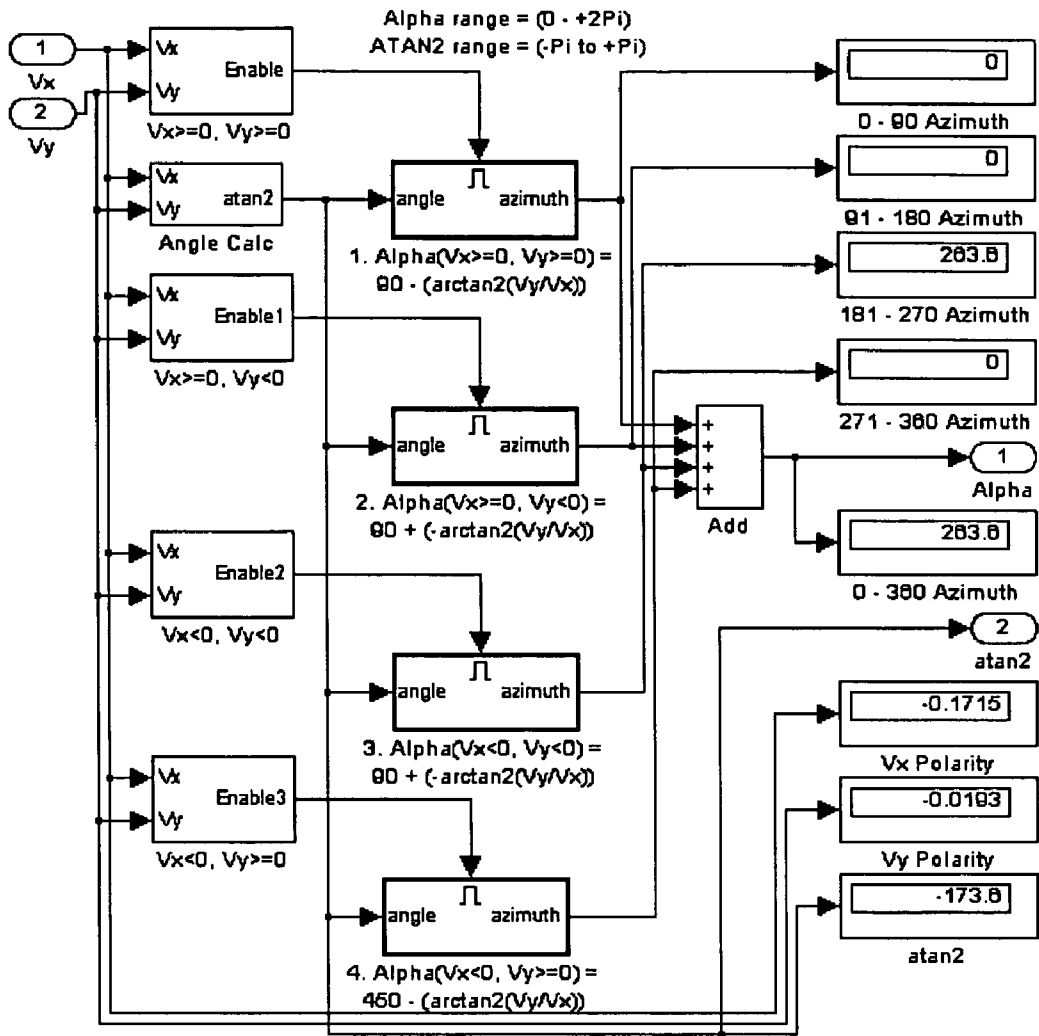 Alpha range = (0 - +2Pi)
ATAN2 range = (-Pi to +Pi)
1
Vx
2
Vy
Vx
Vy
Enable
Vx>=0, Vy>=0
0
0 - 90 Azimuth
Vx
Vy
atan2
Angle Calc
angle
azimuth
1. Alpha(Vx>=0, Vy>=0) =
90 - (arctan2(Vy/Vx))
0
91 - 180 Azimuth
263.6
181 - 270 Azimuth
Vx
Vy
Enable1
Vx>=0, Vy<0
0
271 - 360 Azimuth
angle
azimuth
2. Alpha(Vx>=0, Vy<0) =
90 + (-arctan2(Vy/Vx))
+
+
+
+
Add
1
Alpha
263.6
0 - 360 Azimuth
Vx
Vy
Enable2
Vx<0, Vy<0
2
atan2
angle
azimuth
3. Alpha(Vx<0, Vy<0) =
90 + (-arctan2(Vy/Vx))
-0.1715
Vx Polarity
Vx
Vy
Enable3
Vx<0, Vy>=0
-0.0193
Vy Polarity
angle
azimuth
4. Alpha(Vx<0, Vy>=0) =
450 - (arctan2(Vy/Vx))
-173.6
atan2